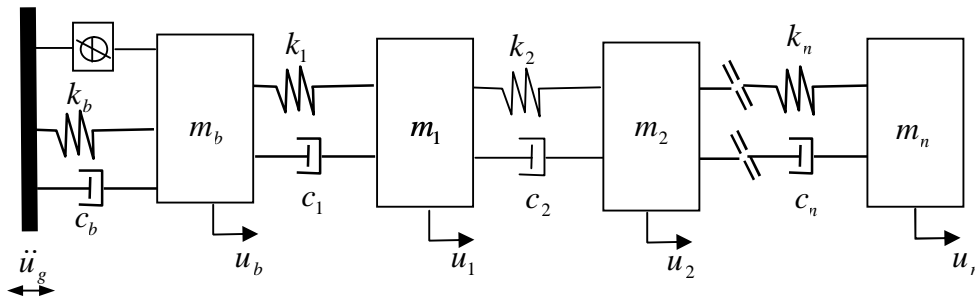 k_b
c_b
ü_g
m_b
u_b
k_1
c_1
m_1
u_1
k_2
c_2
m_2
u_2
k_n
c_n
m_n
u_n